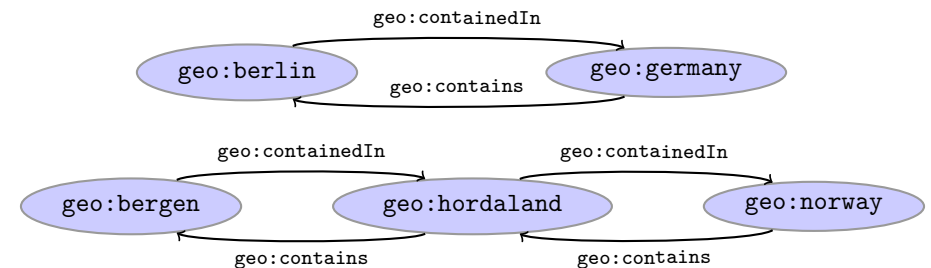 geo:containedIn
geo:berlin
geo:germany
geo:contains
geo:containedIn
geo:containedIn
geo:bergen
geo:hordaland
geo:norway
geo:contains
geo:contains